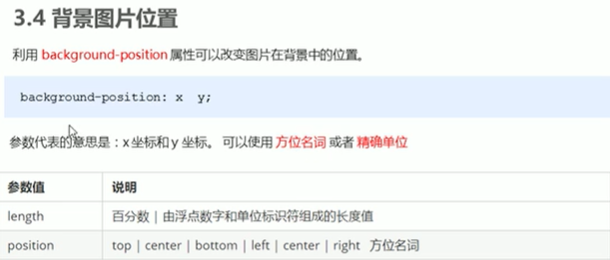 3.4 背景图片位置
利用 background-position 属性可以改变图片在背景中的位置。
background-position: x y;
参数代表的意思是：x 坐标和 y 坐标。 可以使用 方位名词 或者 精确单位
参数值 说明
length 百分数 | 由浮点数字和单位标识符组成的长度值
position top | center | bottom | left | center | right 方位名词